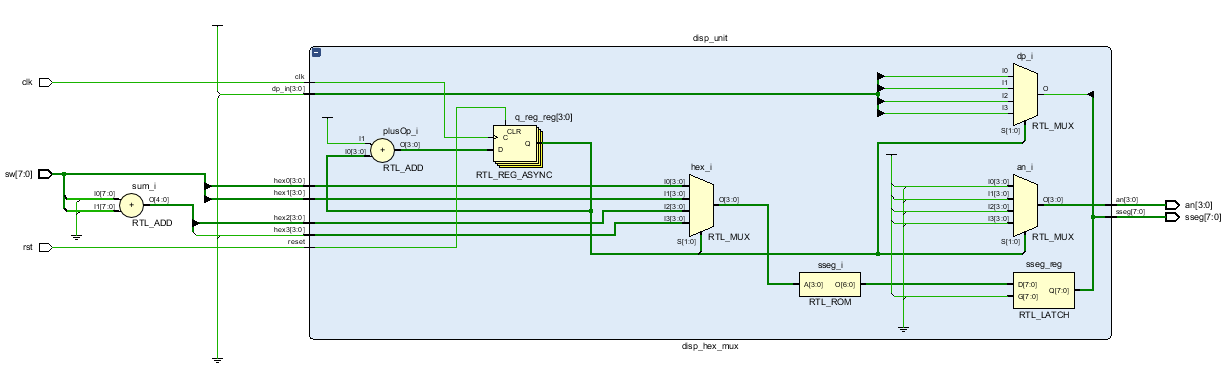 disp_unit
clk
clk
dp_in[3:0]
dp_i
I0
I1
I2
I3
O
S[1:0]
RTL_MUX
plusOp_i
I1
I0[3:0]
+
O[3:0]
RTL_ADD
q_reg_reg[3:0]
CLR
C
D
Q
RTL_REG_ASYNC
sw[7:0]
sum_i
I0[7:0]
I1[7:0]
+
O[4:0]
RTL_ADD
hex0[3:0]
hex1[3:0]
hex2[3:0]
hex3[3:0]
reset
rst
hex_i
I0[3:0]
I1[3:0]
I2[3:0]
I3[3:0]
O[3:0]
S[1:0]
RTL_MUX
an_i
I0[3:0]
I1[3:0]
I2[3:0]
I3[3:0]
O[3:0]
S[1:0]
RTL_MUX
an[3:0]
sseg[7:0]
an[3:0]
sseg[7:0]
sseg_i
A[3:0]
O[6:0]
RTL_ROM
sseg_reg
D[7:0]
G[7:0]
Q[7:0]
RTL_LATCH
disp_hex_mux